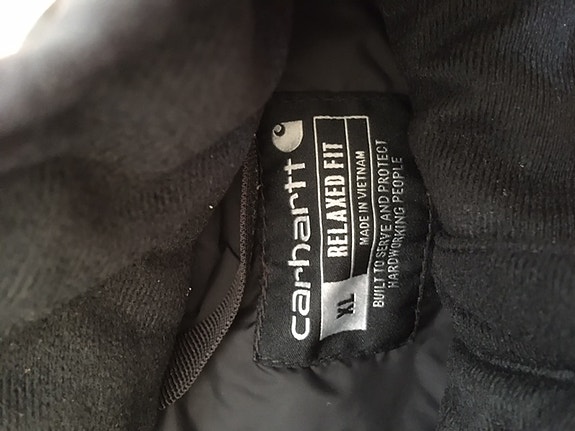 carhartt
RELAXED FIT
XL
MADE IN VIETNAM
BUILT TO SERVE AND PROTECT
HARDWORKING PEOPLE